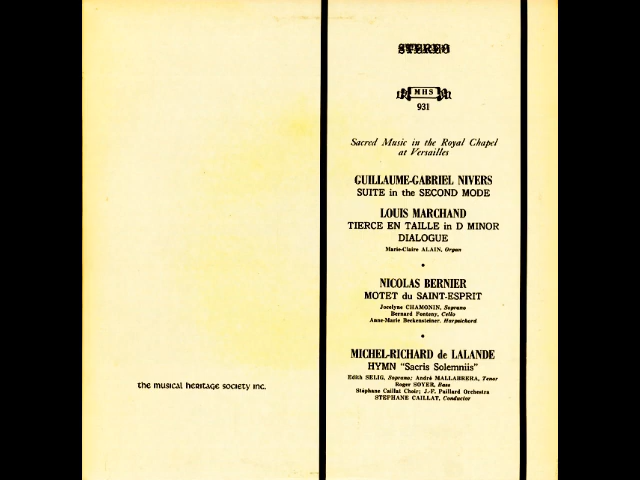 STEREO
MHS
931
Sacred Music in the Royal Chapel
at Versailles
GUILLAUME-GABRIEL NIVERS
SUITE in the SECOND MODE
LOUIS MARCHAND
TIERCE EN TAILLE in D MINOR
DIALOGUE
Marie-Claire ALAIN, Organ
NICOLAS BERNIER
MOTET du SAINT-ESPRIT
Jocelyne CHAMONIN, Soprano
Bernard Fonteny, Cello
Anne-Marie Beckensteiner, Harpsichord
MICHEL-RICHARD de LALANDE
HYMN "Sacris Solemniis"
Edith SELIG, Soprano; André MALLABRERA, Tenor
Roger SOYER, Bass
Stéphane Caillat Choir; J.-F. Paillard Orchestra
STEPHANE CAILLAT, Conductor
the musical heritage society inc.